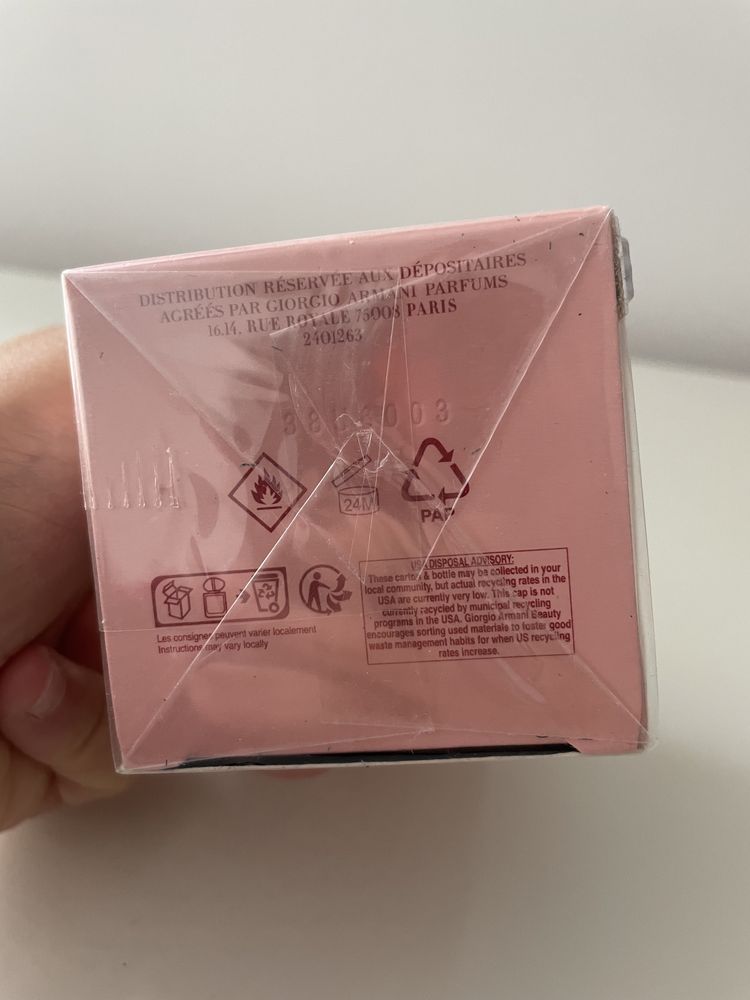 DISTRIBUTION RÉSERVÉE AUX DÉPOSITAIRES
AGRÉÉS PAR GIORGIO ARMANI PARFUMS
16.14, RUE ROYALE 75008 PARIS
2401263
24M
PAP
Les consignes peuvent varier localement
Instructions may vary locally
USA DISPOSAL ADVISORY:
These carton & bottle may be collected in your
local community, but actual recycling rates in the
USA are currently very low. This cap is not
currently racycled by municipal recycling
programs in the USA. Giorgio Armani Beauty
encourages sorting used materials to foster good
waste management habits for when US recycling
rates increase.